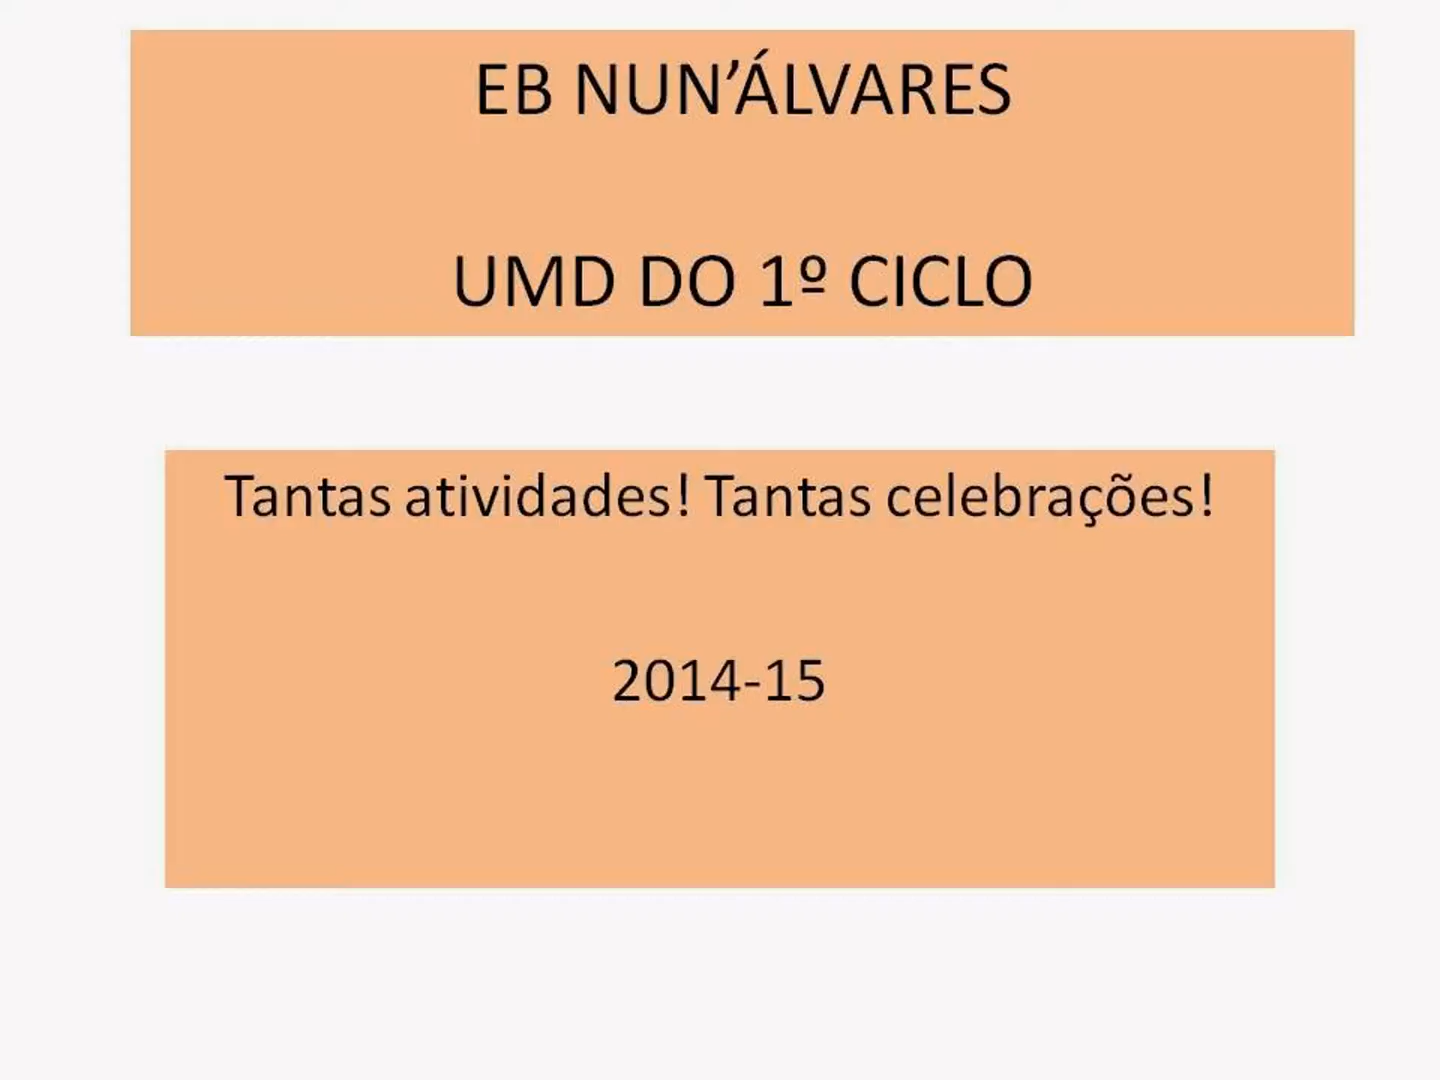 EB NUN’ÁLVARES
UMD DO 1º CICLO
Tantas atividades! Tantas celebrações!
2014-15